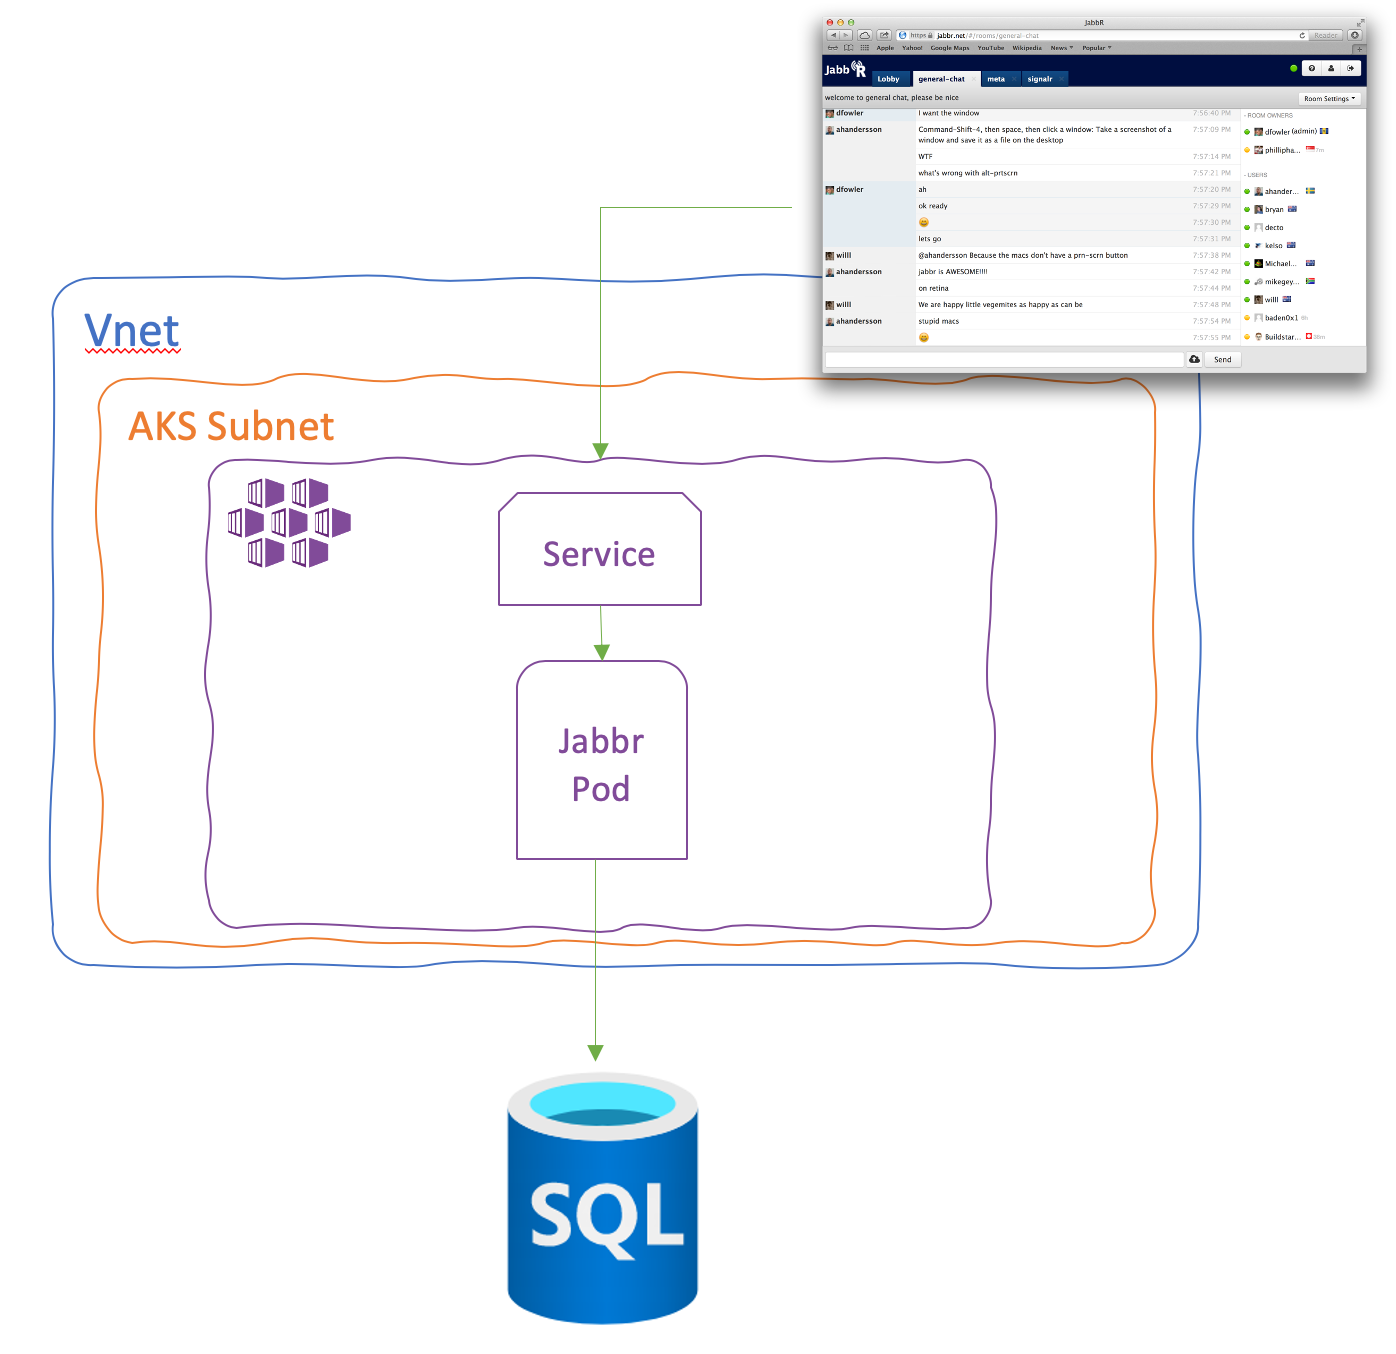 JabbR
https jabbr.net/#/rooms/general-chat
Reader
Apple Yahoo! Google Maps YouTube Wikipedia News Popular
JabbR
Lobby
general-chat
meta
signalr
welcome to general chat, please be nice
Room Settings
dfowler I want the window 7:56:40 PM
ahandersson Command-Shift-4, then space, then click a window: Take a screenshot of a 7:57:09 PM
window and save it as a file on the desktop
WTF 7:57:14 PM
what's wrong with alt-prtscrn 7:57:21 PM
dfowler ah 7:57:20 PM
ok ready 7:57:29 PM
7:57:30 PM
lets go 7:57:31 PM
willl @ahandersson Because the macs don't have a prn-scrn button 7:57:38 PM
ahandersson jabbr is AWESOME!!!! 7:57:42 PM
on retina 7:57:44 PM
willl We are happy little vegemites as happy as can be 7:57:48 PM
ahandersson stupid macs 7:57:54 PM
7:57:55 PM
Send
- ROOM OWNERS
dfowler (admin)
phillipha... 7m
- USERS
ahander...
bryan
decto
kelso
Michael...
mikegey...
willl
baden0x1 6h
Buildstar... 38m
Vnet
AKS Subnet
Service
Jabbr
Pod
SQL